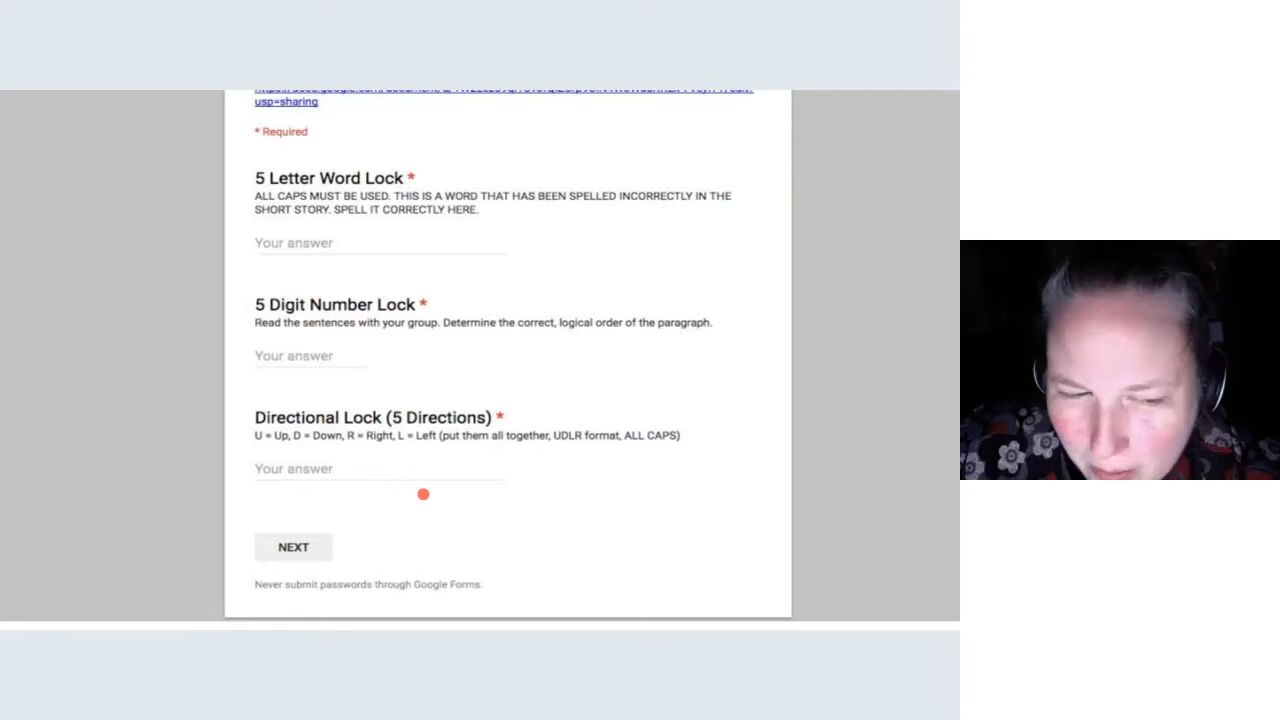 usp=sharing
* Required
5 Letter Word Lock *
ALL CAPS MUST BE USED. THIS IS A WORD THAT HAS BEEN SPELLED INCORRECTLY IN THE
SHORT STORY. SPELL IT CORRECTLY HERE.
Your answer
5 Digit Number Lock *
Read the sentences with your group. Determine the correct, logical order of the paragraph.
Your answer
Directional Lock (5 Directions) *
U = Up, D = Down, R = Right, L = Left (put them all together, UDLR format, ALL CAPS)
Your answer
NEXT
Never submit passwords through Google Forms.